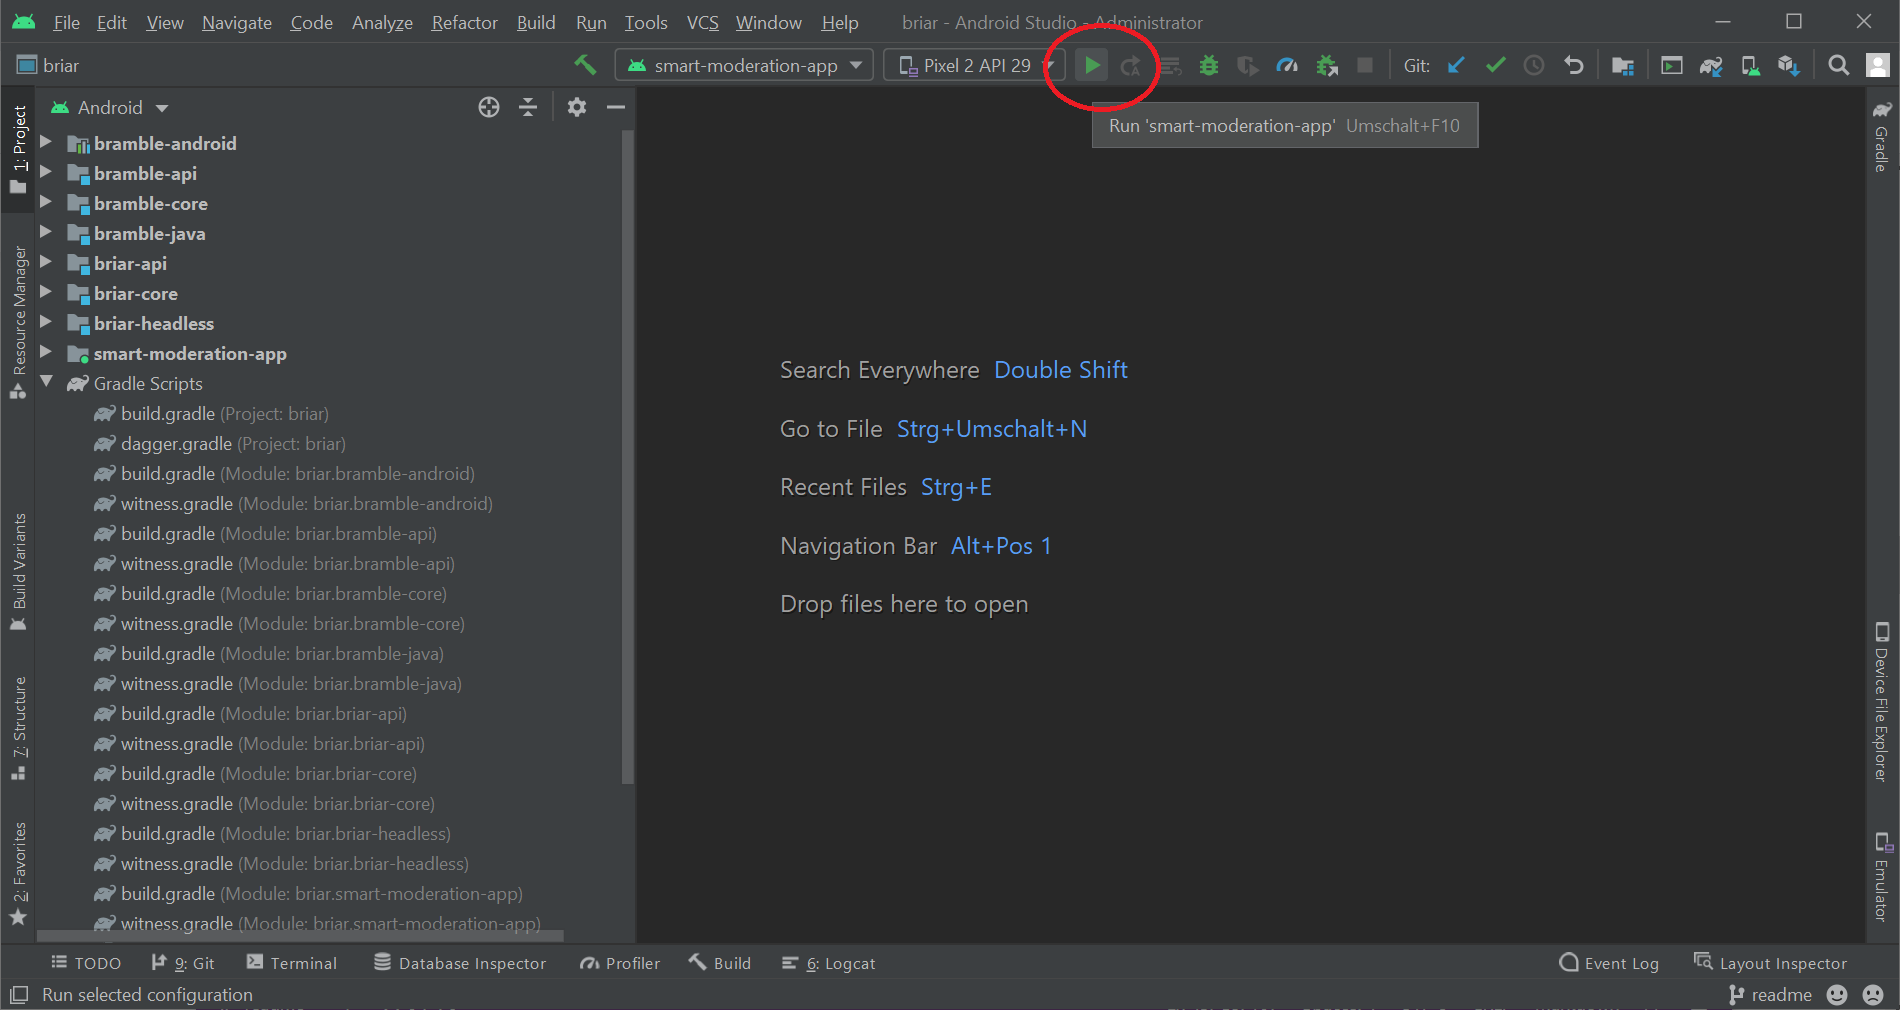 File Edit View Navigate Code Analyze Refactor Build Run Tools VCS Window Help briar - Android Studio - Administrator
briar smart-moderation-app Pixel 2 API 29 Git:
Run 'smart-moderation-app' Umschalt+F10
1: Project
Resource Manager
Build Variants
7: Structure
2: Favorites
Android
bramble-android
bramble-api
bramble-core
bramble-java
briar-api
briar-core
briar-headless
smart-moderation-app
Gradle Scripts
build.gradle (Project: briar)
dagger.gradle (Project: briar)
build.gradle (Module: briar.bramble-android)
witness.gradle (Module: briar.bramble-android)
build.gradle (Module: briar.bramble-api)
witness.gradle (Module: briar.bramble-api)
build.gradle (Module: briar.bramble-core)
witness.gradle (Module: briar.bramble-core)
build.gradle (Module: briar.bramble-java)
witness.gradle (Module: briar.bramble-java)
build.gradle (Module: briar.briar-api)
witness.gradle (Module: briar.briar-api)
build.gradle (Module: briar.briar-core)
witness.gradle (Module: briar.briar-core)
build.gradle (Module: briar.briar-headless)
witness.gradle (Module: briar.briar-headless)
build.gradle (Module: briar.smart-moderation-app)
witness.gradle (Module: briar.smart-moderation-app)
Search Everywhere Double Shift
Go to File Strg+Umschalt+N
Recent Files Strg+E
Navigation Bar Alt+Pos 1
Drop files here to open
Gradle
Device File Explorer
Emulator
TODO 9: Git Terminal Database Inspector Profiler Build 6: Logcat Event Log Layout Inspector
Run selected configuration readme